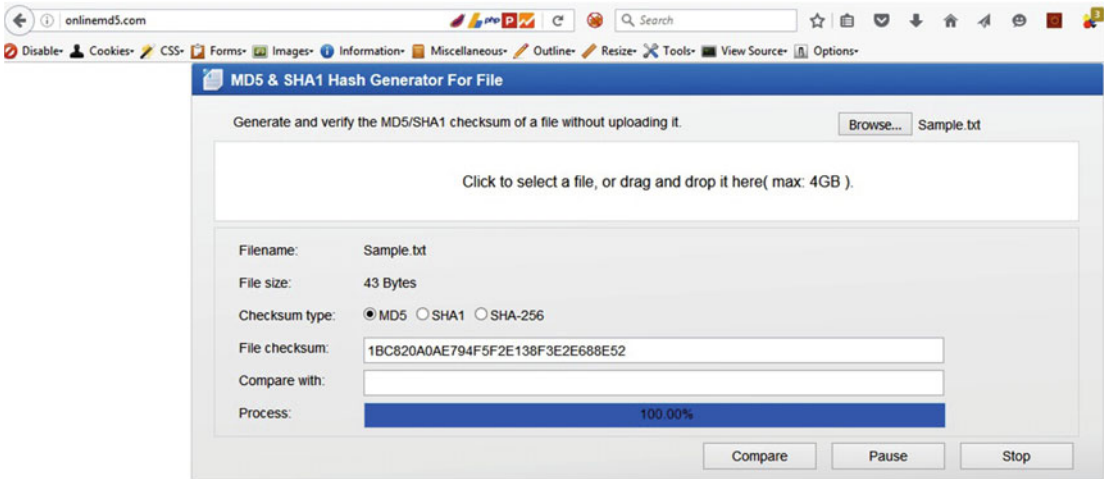 onlinemd5.com
php
Search
3
Disable Cookies CSS Forms Images Information Miscellaneous Outline Resize Tools View Source Options
MD5 & SHA1 Hash Generator For File
Generate and verify the MD5/SHA1 checksum of a file without uploading it.
Browse... Sample.txt
Click to select a file, or drag and drop it here( max: 4GB ).
Filename: Sample.txt
File size: 43 Bytes
Checksum type: MD5 SHA1 SHA-256
File checksum: 1BC820A0AE794F5F2E138F3E2E688E52
Compare with:
Process: 100.00%
Compare Pause Stop